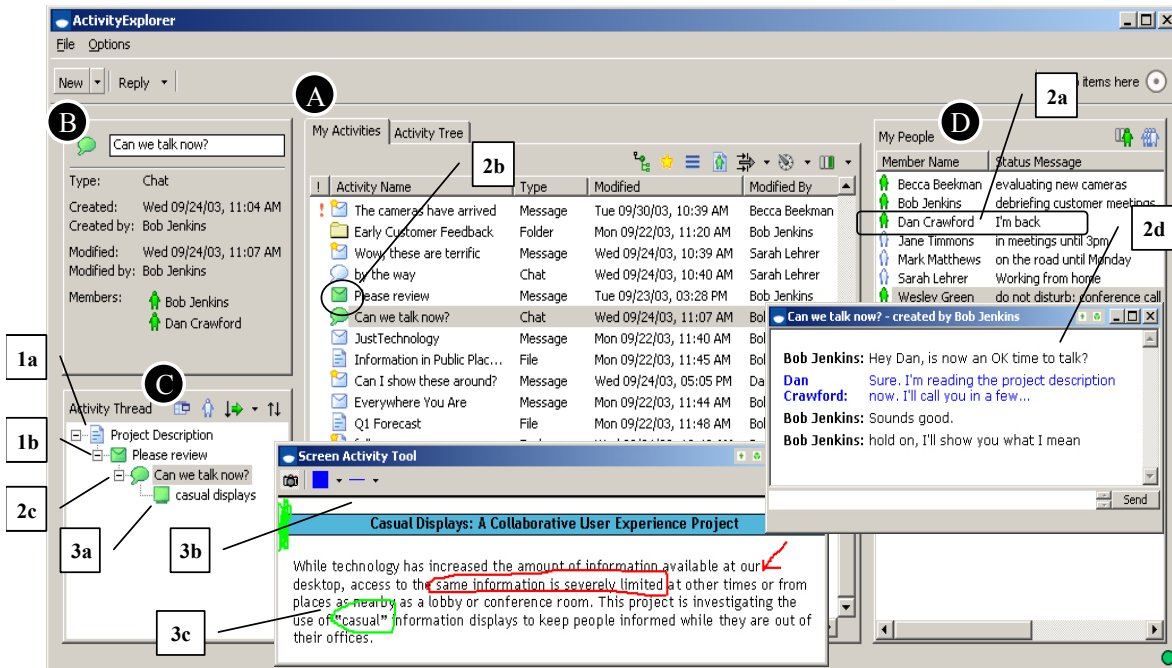 ActivityExplorer
File Options
New Reply
items here
A
B
D
2a
Can we talk now?
Type: Chat
Created: Wed 09/24/03, 11:04 AM
Created by: Bob Jenkins
Modified: Wed 09/24/03, 11:07 AM
Modified by: Bob Jenkins
Members: Bob Jenkins
Dan Crawford
My Activities Activity Tree
2b
! Activity Name Type Modified Modified By
The cameras have arrived Message Tue 09/30/03, 10:39 AM Becca Beekman
Early Customer Feedback Folder Mon 09/22/03, 11:20 AM Bob Jenkins
Wow, these are terrific Message Wed 09/24/03, 10:39 AM Sarah Lehrer
by the way Chat Wed 09/24/03, 10:40 AM Sarah Lehrer
Please review Message Tue 09/23/03, 03:28 PM Bob Jenkins
Can we talk now? Chat Wed 09/24/03, 11:07 AM Bol
JustTechnology Message Mon 09/22/03, 11:40 AM Bol
Information in Public Plac... File Mon 09/22/03, 11:45 AM Bol
Can I show these around? Message Wed 09/24/03, 05:05 PM Da
Everywhere You Are Message Mon 09/22/03, 11:44 AM Bol
Q1 Forecast File Mon 09/22/03, 11:48 AM Bol
My People
Member Name Status Message
Becca Beekman evaluating new cameras
Bob Jenkins debriefing customer meetings
Dan Crawford I'm back
2d
Jane Timmons in meetings until 3pm
Mark Matthews on the road until Monday
Sarah Lehrer Working from home
Wesley Green do not disturb: conference call
Can we talk now? - created by Bob Jenkins
Bob Jenkins: Hey Dan, is now an OK time to talk?
Dan Crawford: Sure. I'm reading the project description
now. I'll call you in a few...
Bob Jenkins: Sounds good.
Bob Jenkins: hold on, I'll show you what I mean
Send
1a
C
Activity Thread
Project Description
1b
Please review
Can we talk now?
2c
casual displays
3a
3b
Screen Activity Tool
Casual Displays: A Collaborative User Experience Project
While technology has increased the amount of information available at our
desktop, access to the same information is severely limited at other times or from
places as nearby as a lobby or conference room. This project is investigating the
use of "casual" information displays to keep people informed while they are out of
their offices.
3c